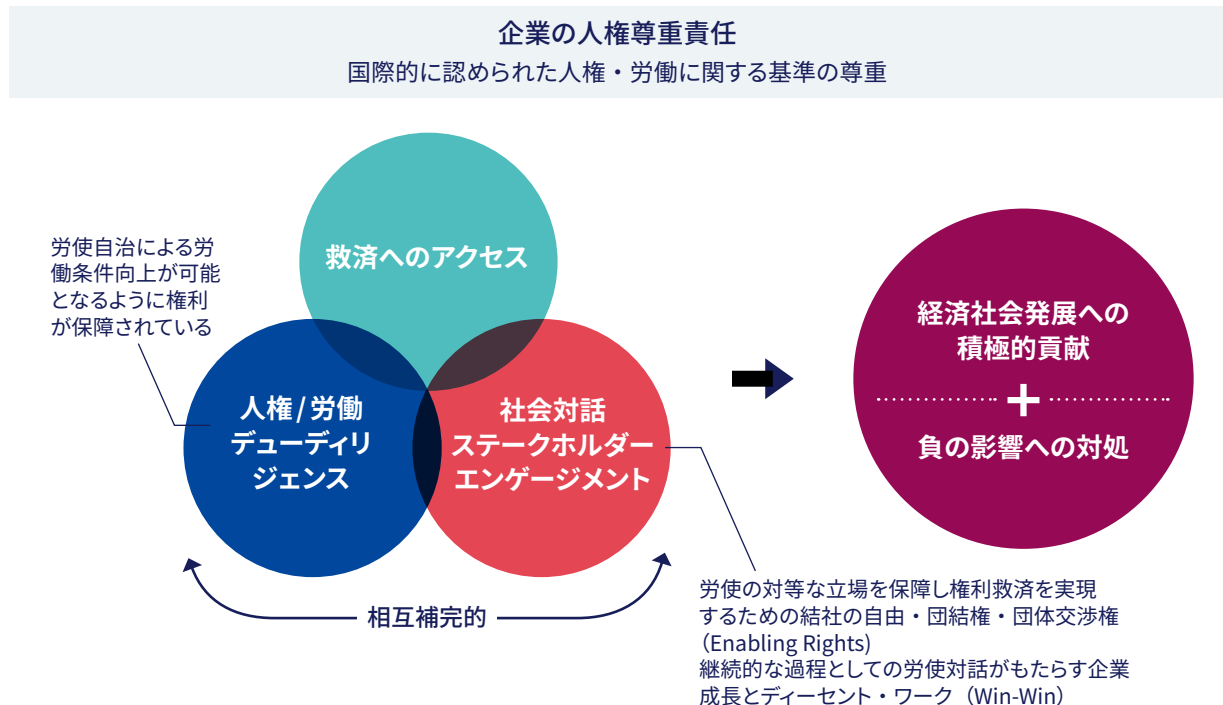 企業の人権尊重責任
国際的に認められた人権・労働に関する基準の尊重
救済へのアクセス
労使自治による労
働条件向上が可能
となるように権利
が保障されている
人権/労働
デューディリ
ジェンス
社会対話
ステークホルダー
エンゲージメント
相互補完的
経済社会発展への
積極的貢献
+
負の影響への対処
労使の対等な立場を保障し権利救済を実現
するための結社の自由・団結権・団体交渉権
（Enabling Rights)
継続的な過程としての労使対話がもたらす企業
成長とディーセント・ワーク（Win-Win）